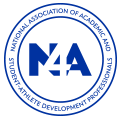 NATIONAL ASSOCIATION OF ACADEMIC AND
STUDENT-ATHLETE DEVELOPMENT PROFESSIONALS
N4A